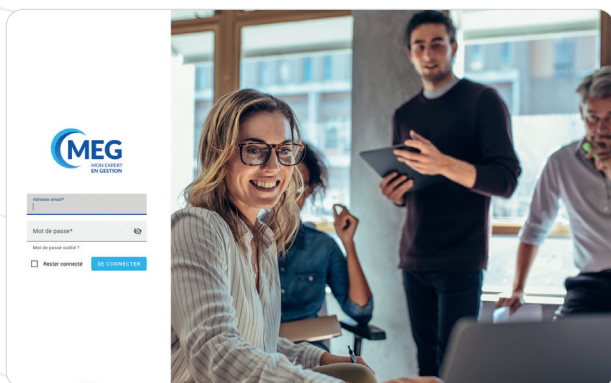 MEG
MON EXPERT
EN GESTION
Adresse email*
Mot de passe*
Mot de passe oublié ?
Rester connecté
SE CONNECTER